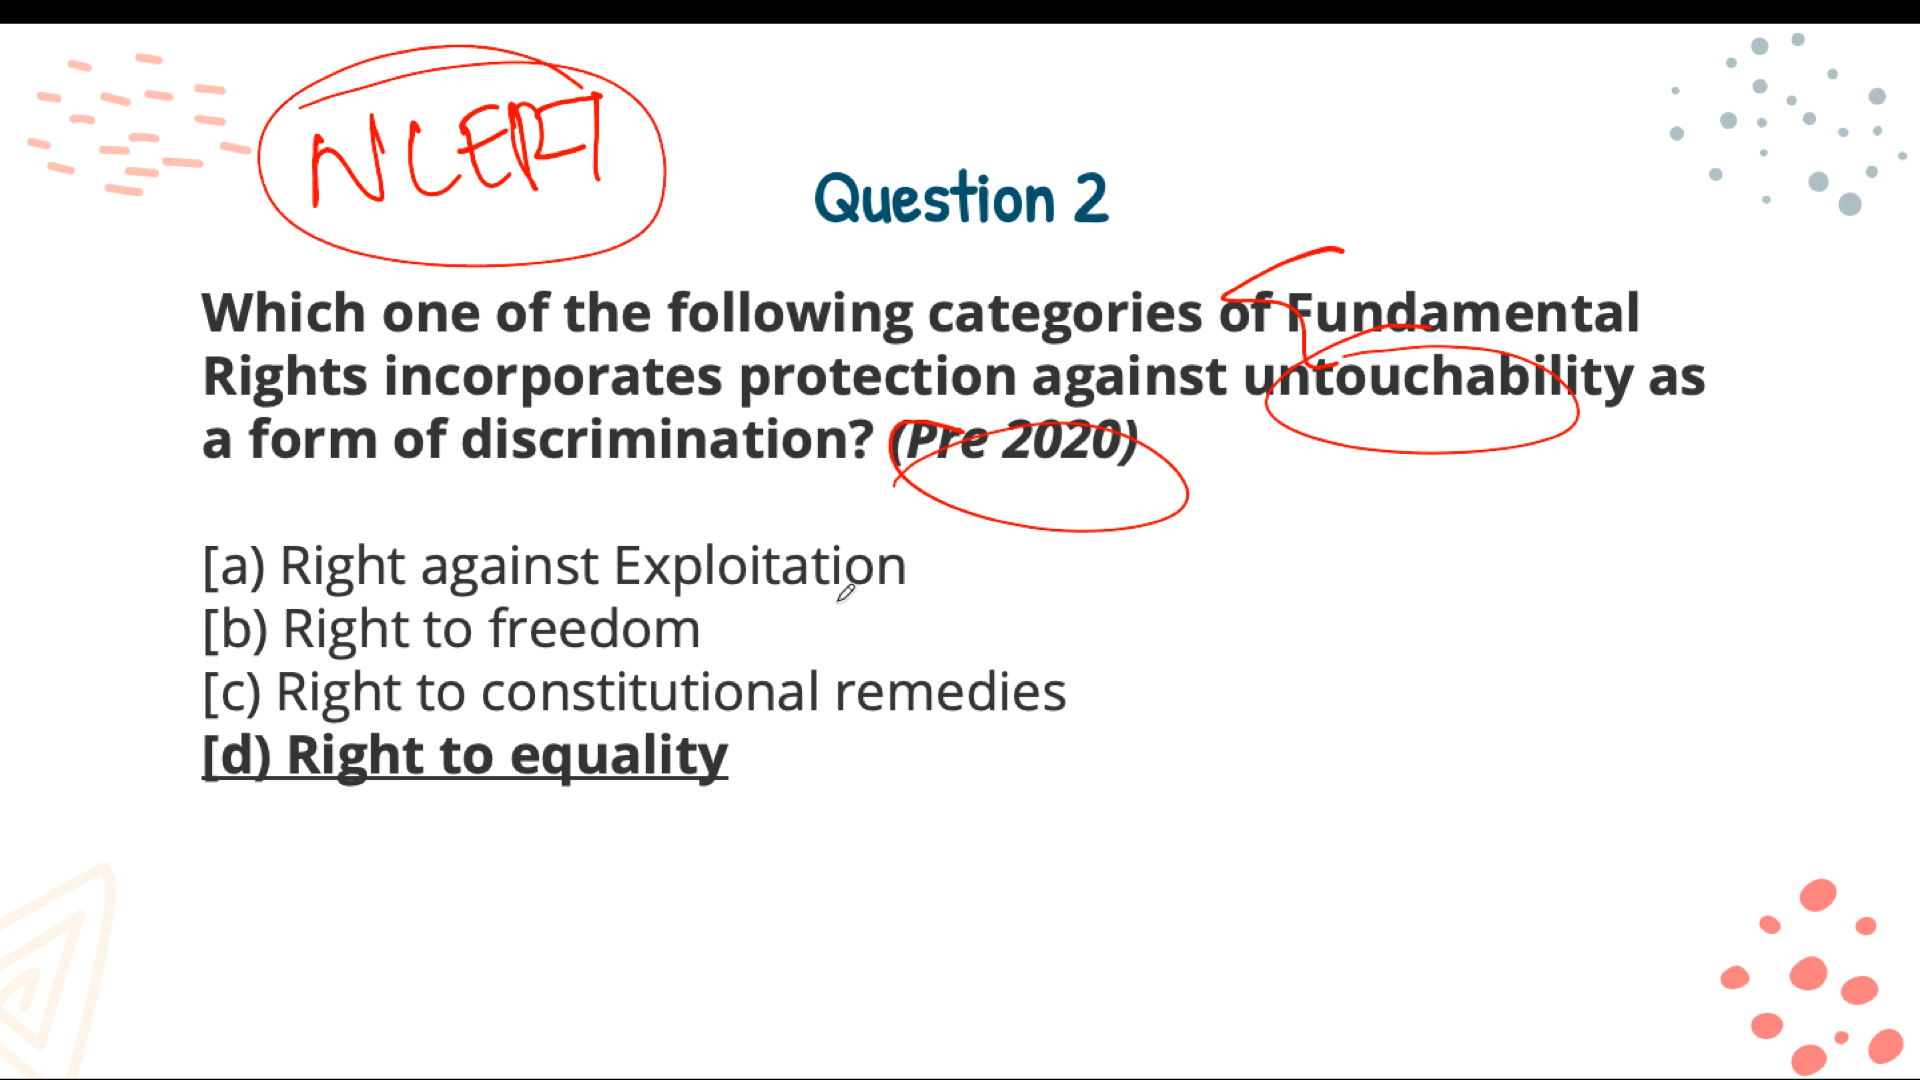 NCERT
Question 2
Which one of the following categories of Fundamental
Rights incorporates protection against untouchability as
a form of discrimination? (Pre 2020)
[a) Right against Exploitation
[b) Right to freedom
[c) Right to constitutional remedies
[d) Right to equality